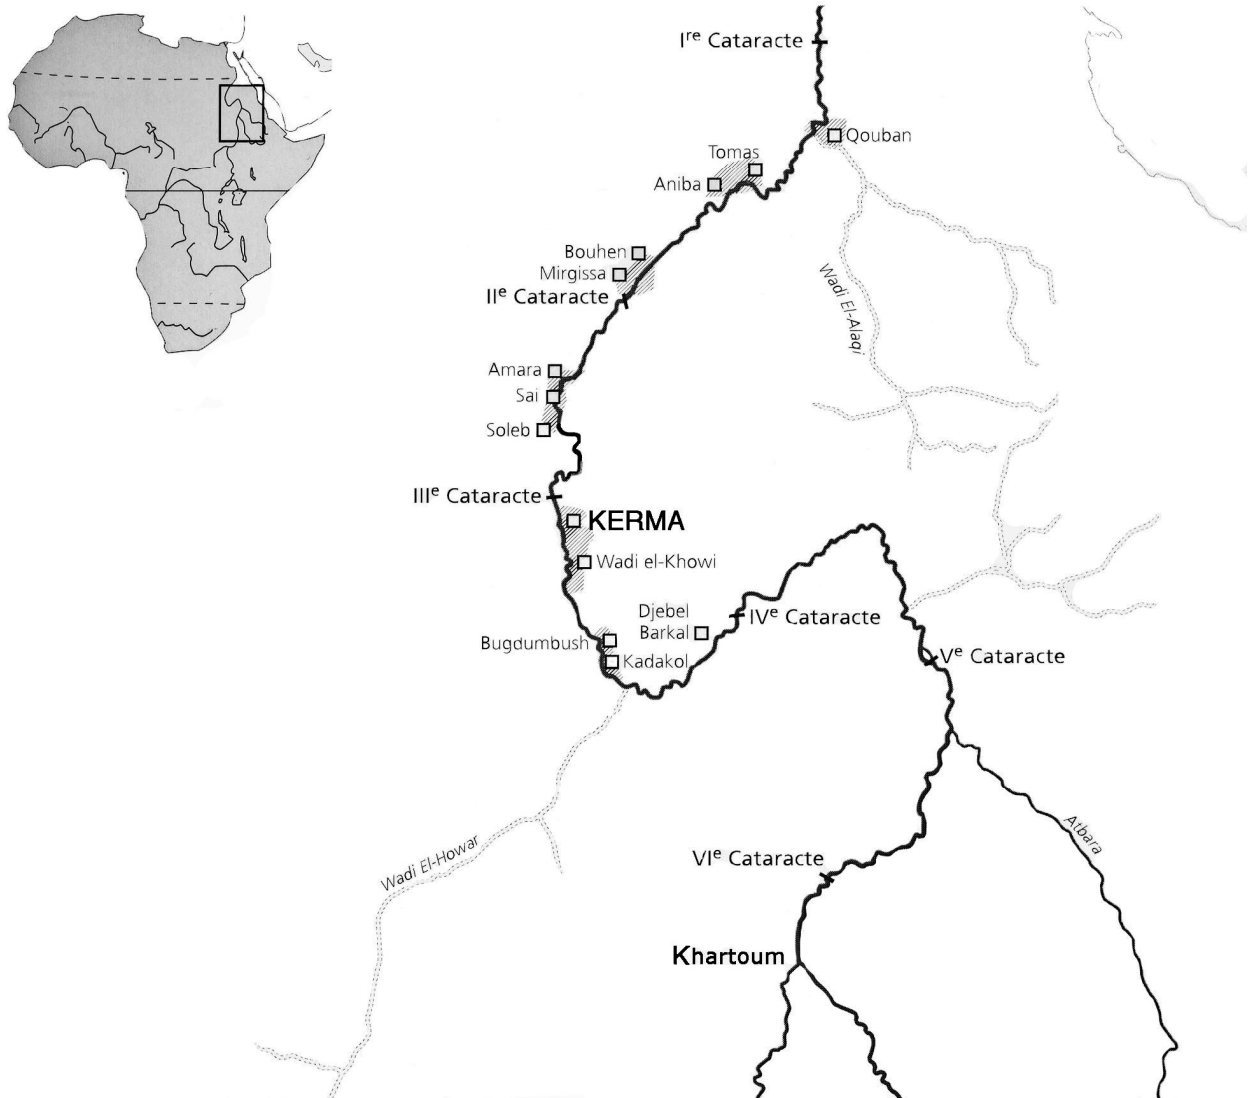 Iʳᵉ Cataracte
Qouban
Tomas
Aniba
Bouhen
Mirgissa
IIᵉ Cataracte
Wadi El-Alaqi
Amara
Sai
Soleb
IIIᵉ Cataracte
KERMA
Wadi el-Khowi
Djebel
Barkal
IVᵉ Cataracte
Bugdumbush
Kadakol
Vᵉ Cataracte
Atbara
Wadi El-Howar
VIᵉ Cataracte
Khartoum